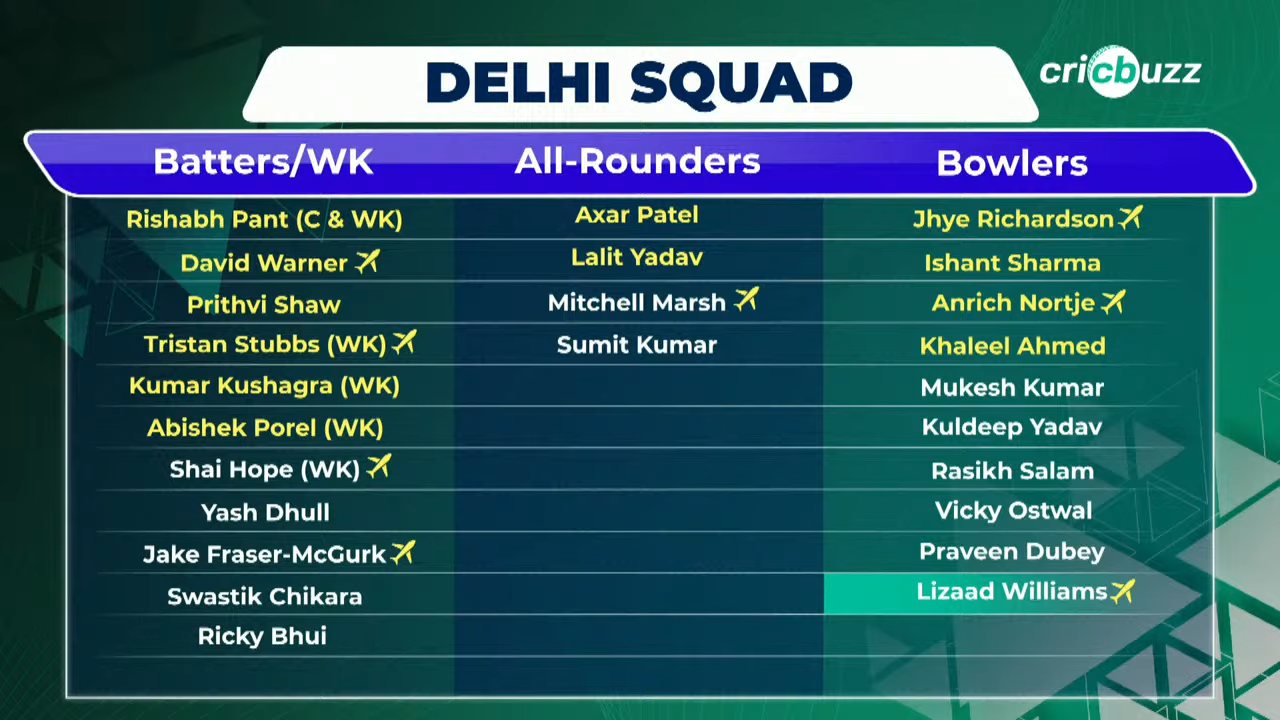 DELHI SQUAD
cricbuzz
Batters/WK All-Rounders Bowlers
Rishabh Pant (C & WK) Axar Patel Jhye Richardson
David Warner Lalit Yadav Ishant Sharma
Prithvi Shaw Mitchell Marsh Anrich Nortje
Tristan Stubbs (WK) Sumit Kumar Khaleel Ahmed
Kumar Kushagra (WK) Mukesh Kumar
Abishek Porel (WK) Kuldeep Yadav
Shai Hope (WK) Rasikh Salam
Yash Dhull Vicky Ostwal
Jake Fraser-McGurk Praveen Dubey
Swastik Chikara Lizaad Williams
Ricky Bhui